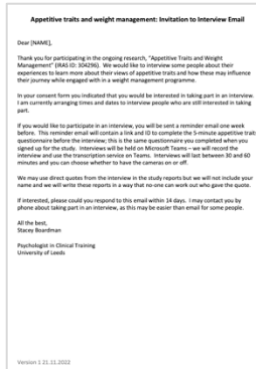 Appetitive traits and weight management: Invitation to Interview Email
Dear [NAME],
Thank you for participating in the ongoing research, "Appetitive Traits and Weight
Management" (IRAS ID: 304296). We would like to interview some people about their
experiences to learn more about their views of appetitive traits and how these may influence
their journey while engaged with in a weight management programme.
In your consent form you indicated that you would be interested in taking part in an interview.
I am currently arranging times and dates to interview people who are still interested in taking
part.
If you would like to participate in an interview, you will be sent a reminder email one week
before. This reminder email will contain a link and ID to complete the 5-minute appetitive traits
questionnaire before the interview; this is the same questionnaire you completed when you
signed up for the study. Interviews will be held on Microsoft Teams – we will record the
interview and use the transcription service on Teams. Interviews will last between 30 and 60
minutes and you can choose whether to have the cameras on or off.
We may use direct quotes from the interview in the study reports but we will not include your
name and we will write these reports in a way that no-one can work out who gave the quote.
If interested, please could you respond to this email within 14 days. I may contact you by
phone about taking part in an interview, as this may be easier than email for some people.
All the best,
Stacey Boardman
Psychologist in Clinical Training
University of Leeds
Version 1 21.11.2022